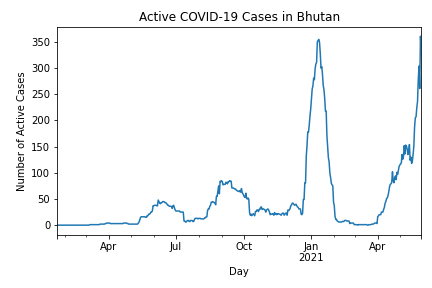 Active COVID-19 Cases in Bhutan
Number of Active Cases
350
300
250
200
150
100
50
0
Apr
Jul
Oct
Jan
2021
Apr
Day